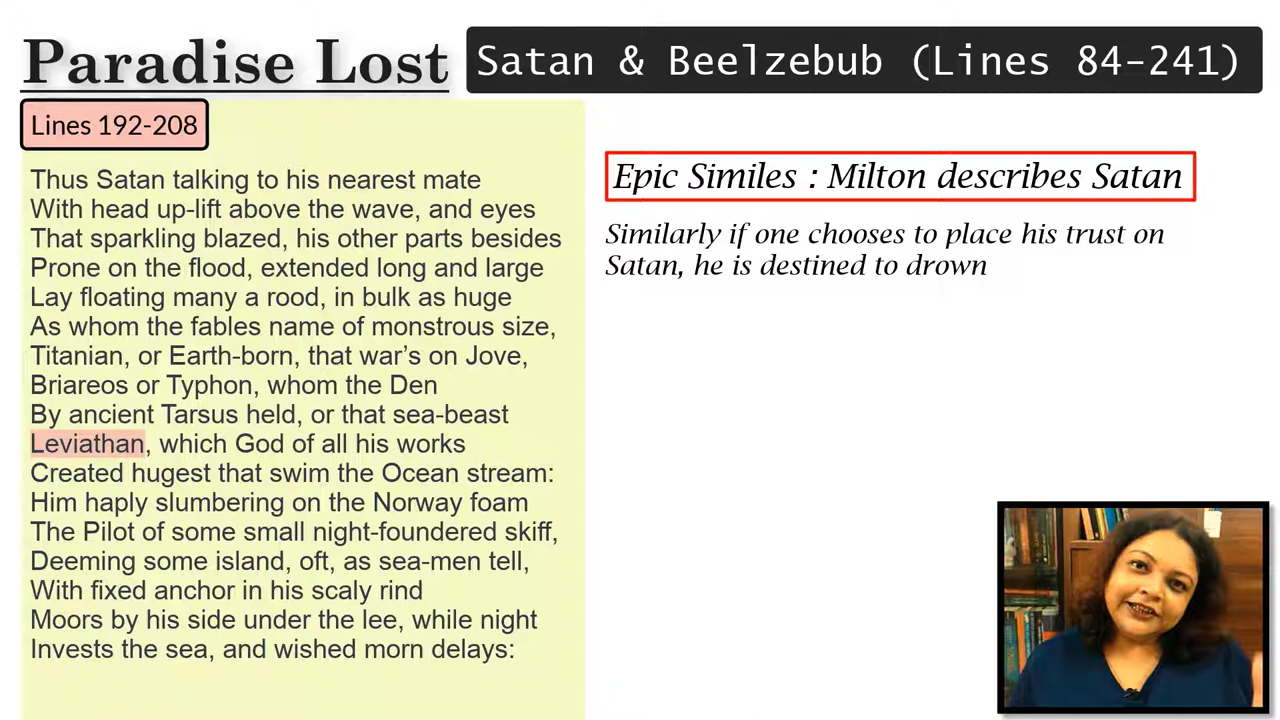 Paradise Lost
Satan & Beelzebub (Lines 84–241)
Lines 192-208
Thus Satan talking to his nearest mate
With head up-lift above the wave, and eyes
That sparkling blazed, his other parts besides
Prone on the flood, extended long and large
Lay floating many a rood, in bulk as huge
As whom the fables name of monstrous size,
Titanian, or Earth-born, that war’s on Jove,
Briareos or Typhon, whom the Den
By ancient Tarsus held, or that sea-beast
Leviathan, which God of all his works
Created hugest that swim the Ocean stream:
Him haply slumbering on the Norway foam
The Pilot of some small night-foundered skiff,
Deeming some island, oft, as sea-men tell,
With fixed anchor in his scaly rind
Moors by his side under the lee, while night
Invests the sea, and wished morn delays:
Epic Similes : Milton describes Satan
Similarly if one chooses to place his trust on
Satan, he is destined to drown